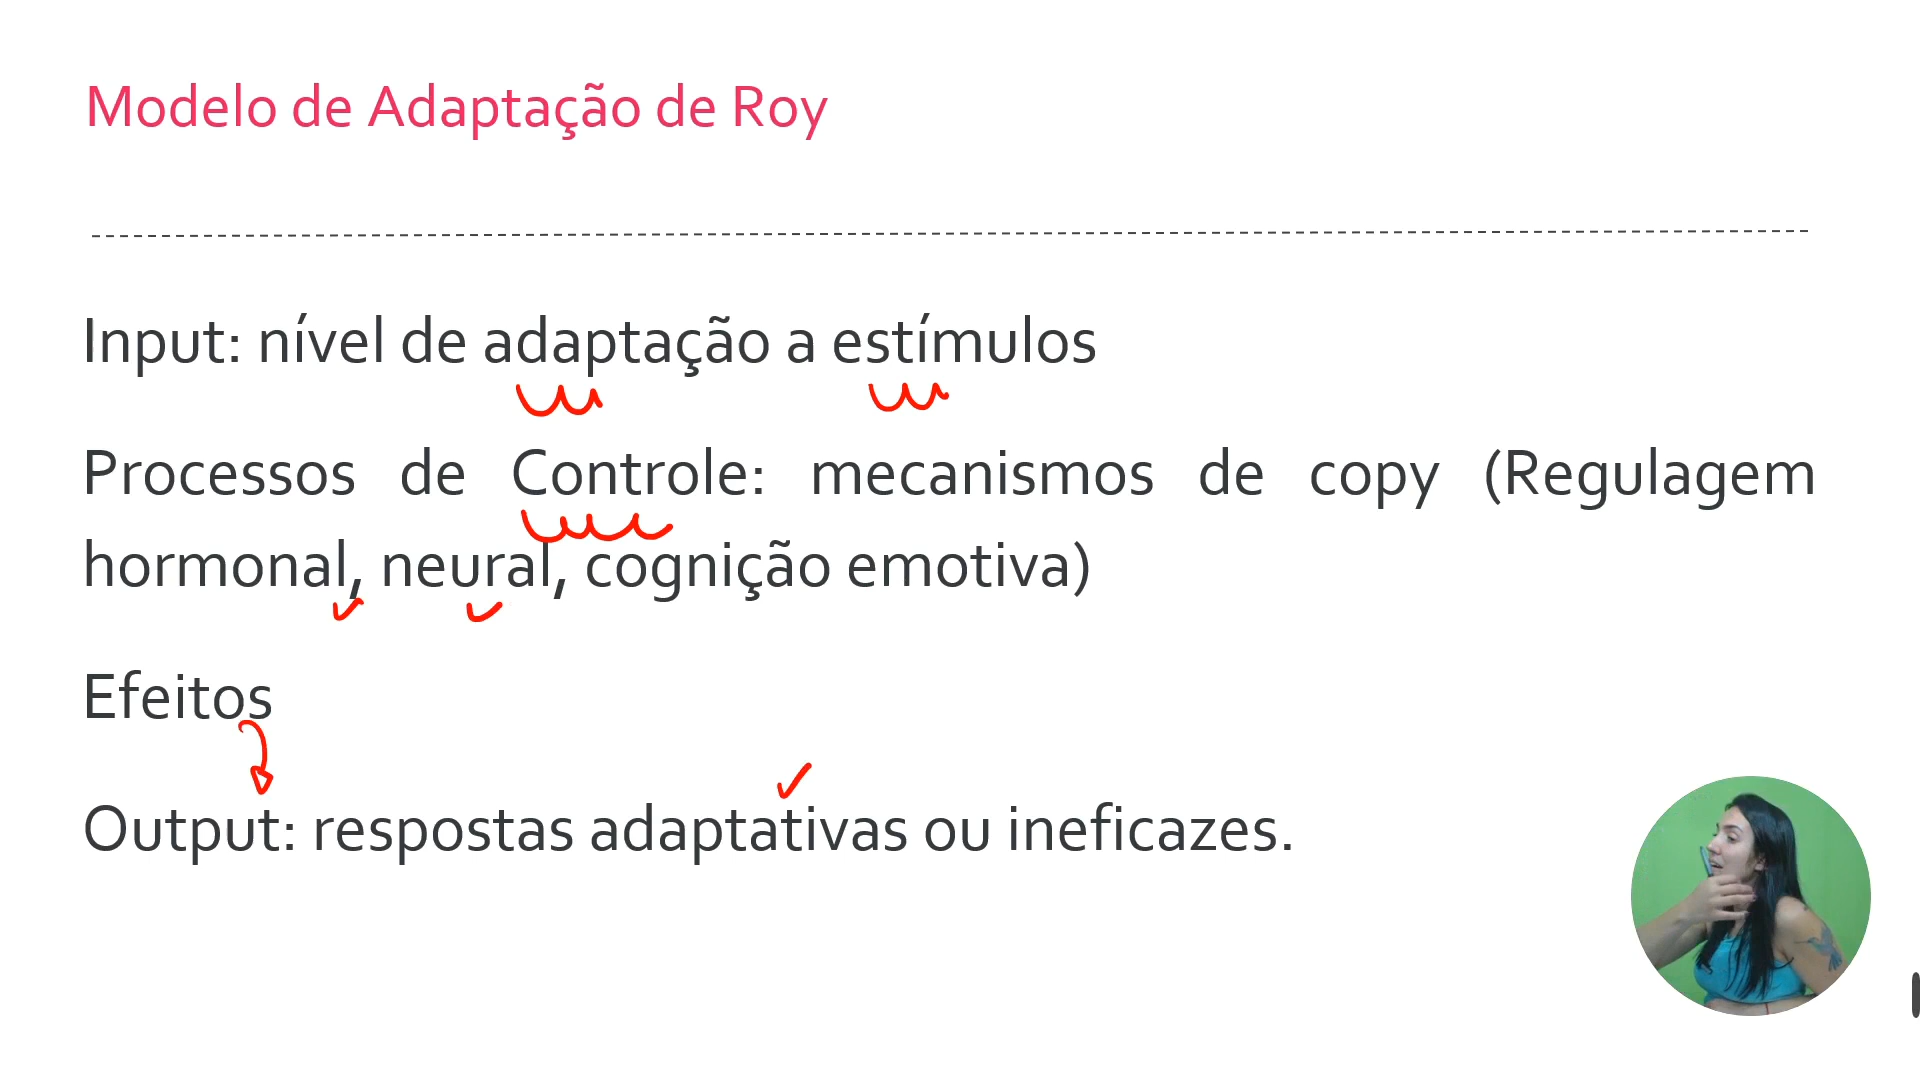 Modelo de Adaptação de Roy
Input: nível de adaptação a estímulos
Processos de Controle: mecanismos de copy (Regulagem
hormonal, neural, cognição emotiva)
Efeitos
Output: respostas adaptativas ou ineficazes.